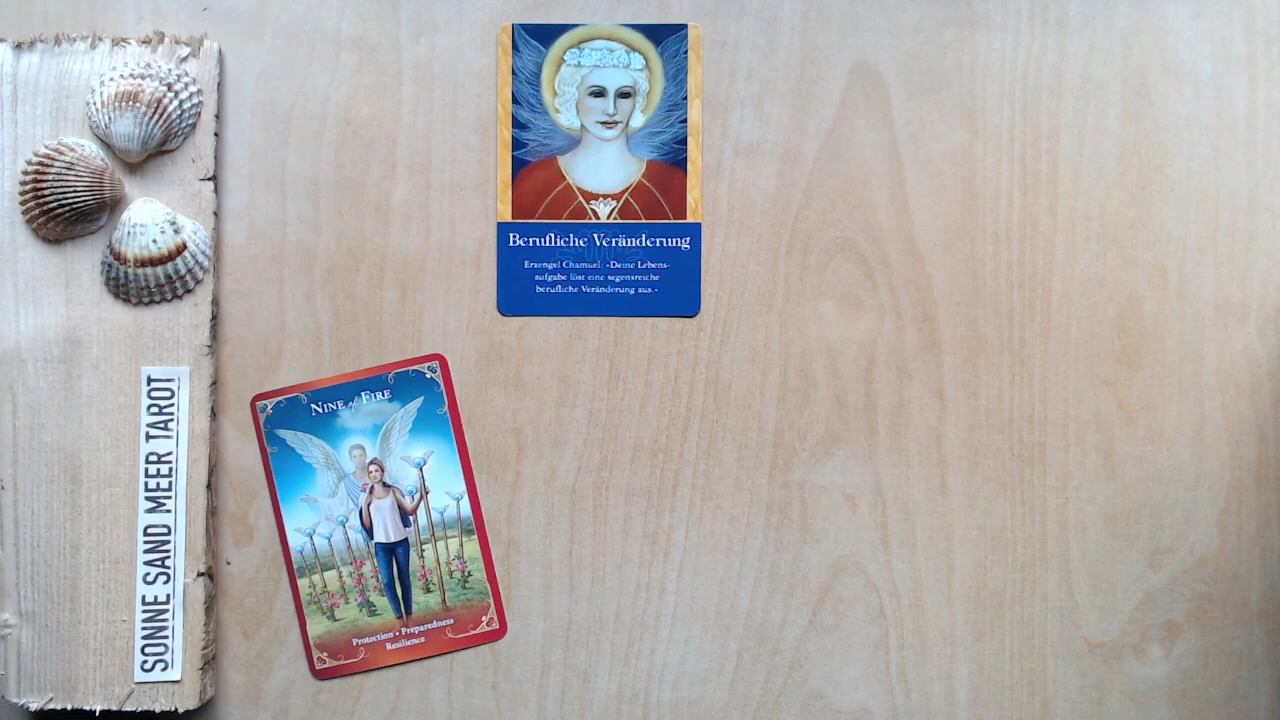 Berufliche Veränderung
Erzengel Chamuel: »Deine Lebens-
aufgabe löst eine segensreiche
berufliche Veränderung aus.«
NINE of FIRE
Protection • Preparedness
Resilience
SONNE SAND MEER TAROT